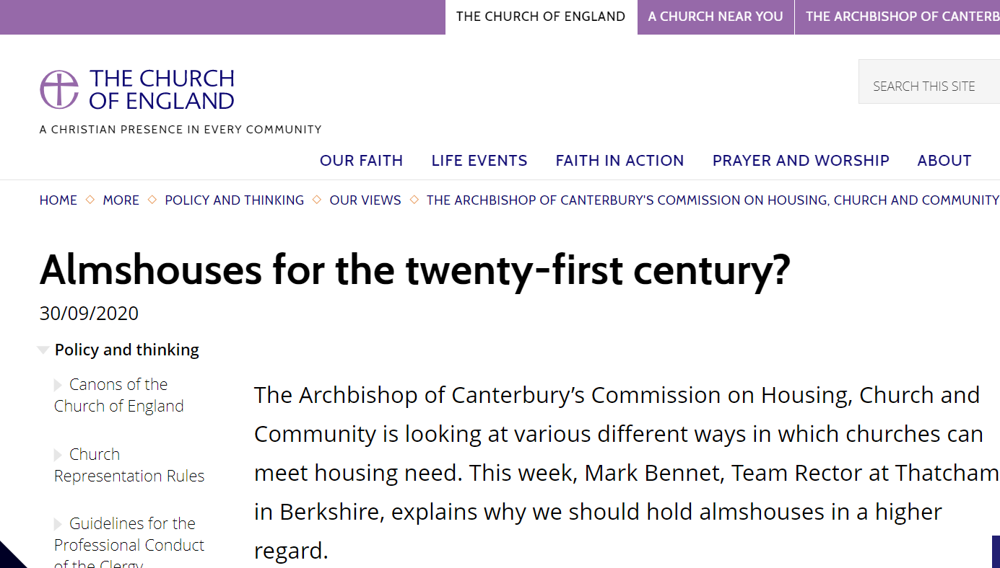 THE CHURCH OF ENGLAND
A CHURCH NEAR YOU
THE ARCHBISHOP OF CANTERB
THE CHURCH
OF ENGLAND
A CHRISTIAN PRESENCE IN EVERY COMMUNITY
SEARCH THIS SITE
OUR FAITH LIFE EVENTS FAITH IN ACTION PRAYER AND WORSHIP ABOUT
HOME MORE POLICY AND THINKING OUR VIEWS THE ARCHBISHOP OF CANTERBURY'S COMMISSION ON HOUSING, CHURCH AND COMMUNITY
Almshouses for the twenty-first century?
30/09/2020
Policy and thinking
Canons of the
Church of England
Church
Representation Rules
Guidelines for the
Professional Conduct
of the Clergy
The Archbishop of Canterbury’s Commission on Housing, Church and
Community is looking at various different ways in which churches can
meet housing need. This week, Mark Bennet, Team Rector at Thatcham
in Berkshire, explains why we should hold almshouses in a higher
regard.